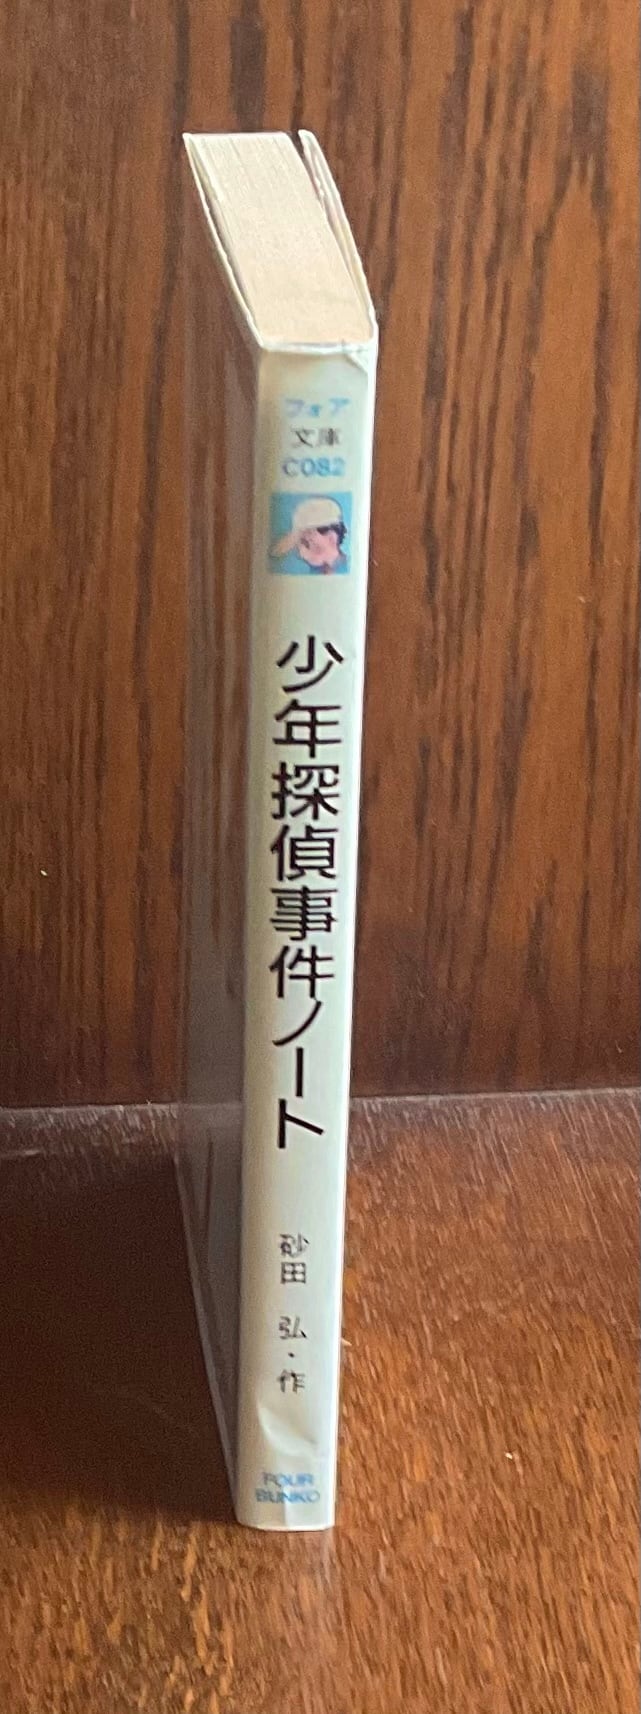 フォア
文庫
C082
少年探偵事件ノート
砂田 弘・作
FOUR
BUNKO